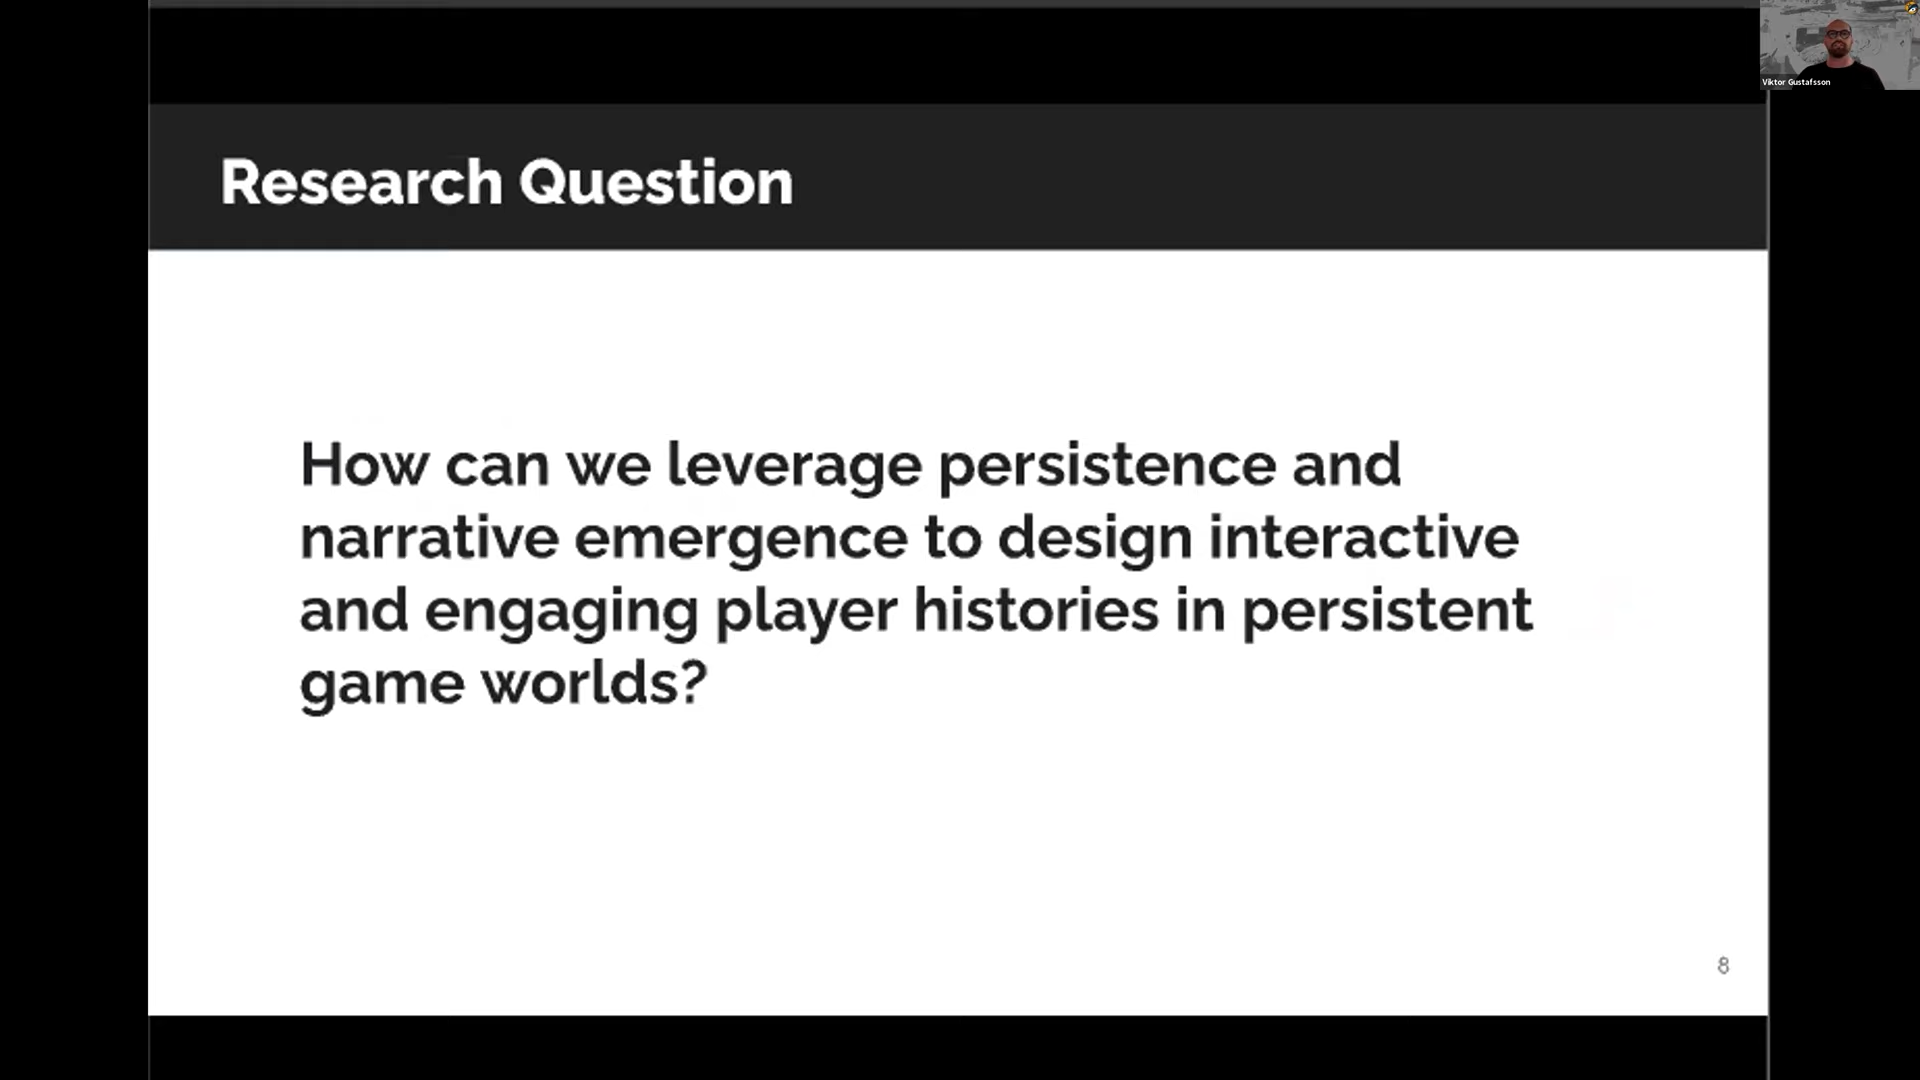 Viktor Gustafsson
Research Question
How can we leverage persistence and
narrative emergence to design interactive
and engaging player histories in persistent
game worlds?
8